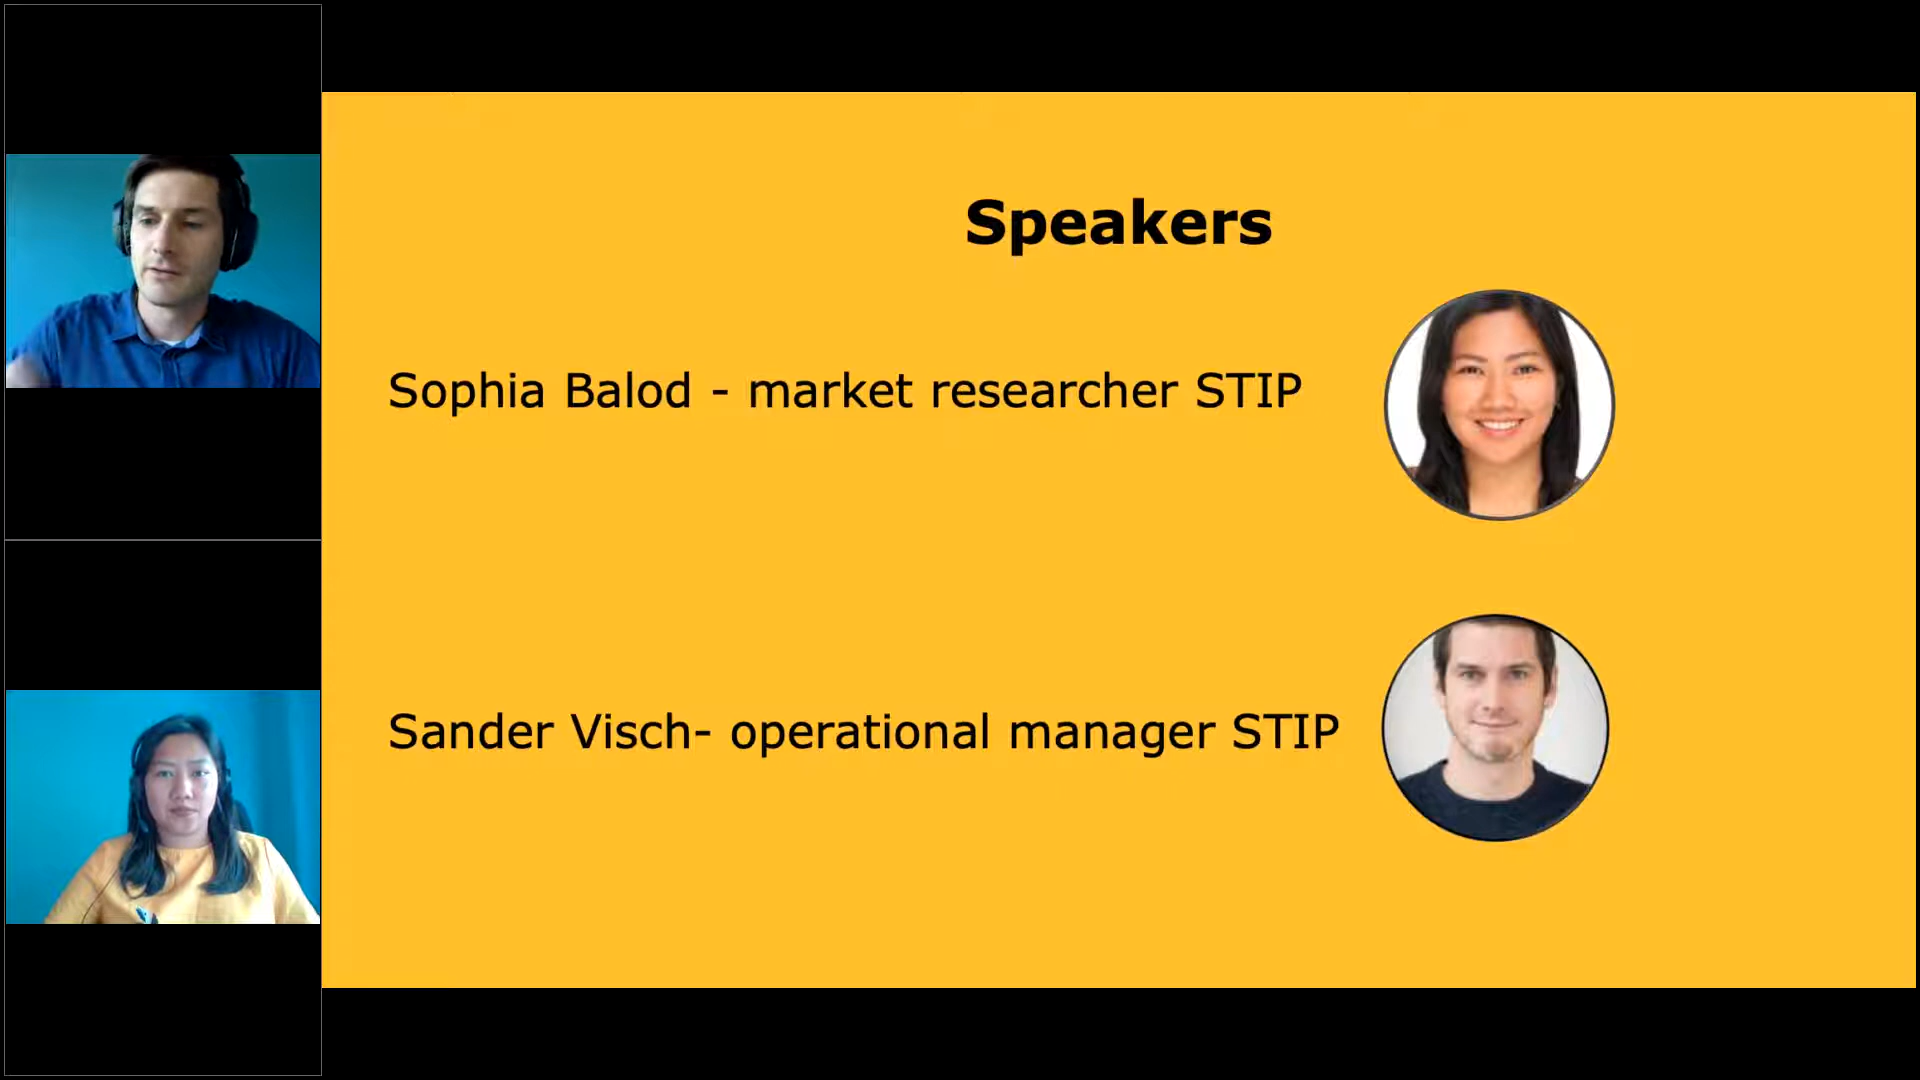 Speakers
Sophia Balod - market researcher STIP
Sander Visch- operational manager STIP